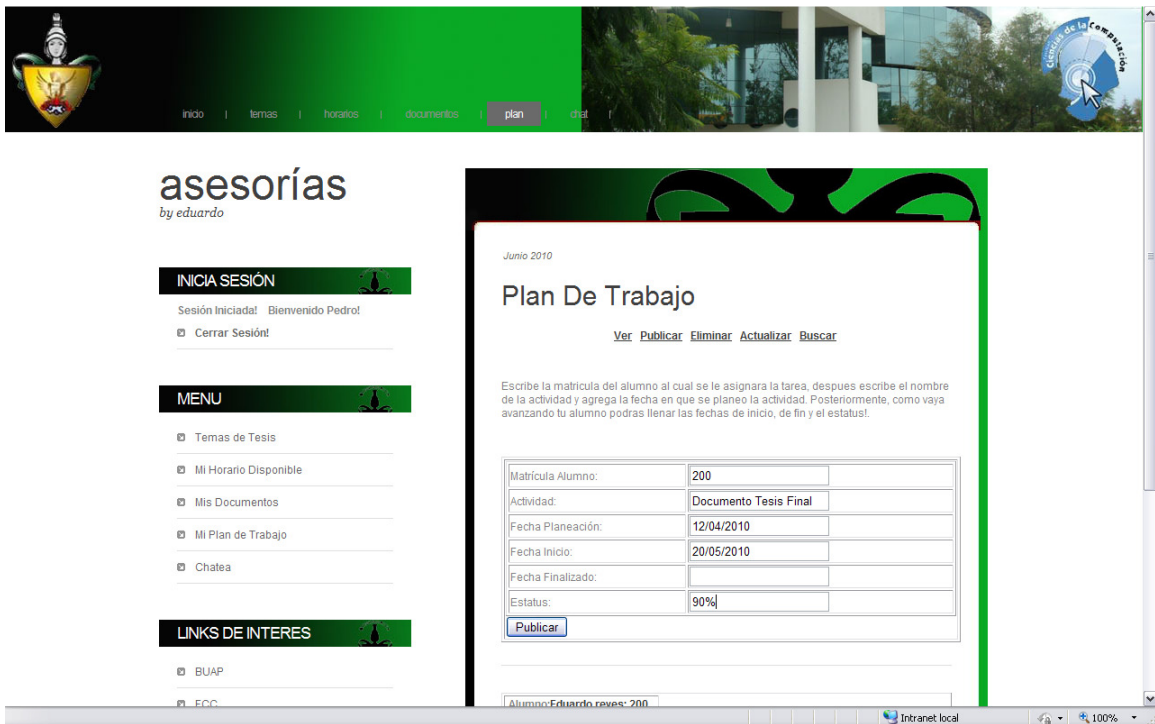 Ciencias de la Computación
inicio | temas | horarios | documentos | plan | chat |
asesorías
by eduardo
INICIA SESIÓN
Sesión Iniciada! Bienvenido Pedro!
Cerrar Sesión!
MENU
Temas de Tesis
Mi Horario Disponible
Mis Documentos
Mi Plan de Trabajo
Chatea
LINKS DE INTERES
BUAP
FCC
Junio 2010
Plan De Trabajo
Ver Publicar Eliminar Actualizar Buscar
Escribe la matricula del alumno al cual se le asignara la tarea, despues escribe el nombre
de la actividad y agrega la fecha en que se planeo la actividad. Posteriormente, como vaya
avanzando tu alumno podras llenar las fechas de inicio, de fin y el estatus!.
Matrícula Alumno: 200
Actividad: Documento Tesis Final
Fecha Planeación: 12/04/2010
Fecha Inicio: 20/05/2010
Fecha Finalizado:
Estatus: 90%
Publicar
Alumno:Eduardo reyes: 200
Intranet local 100%